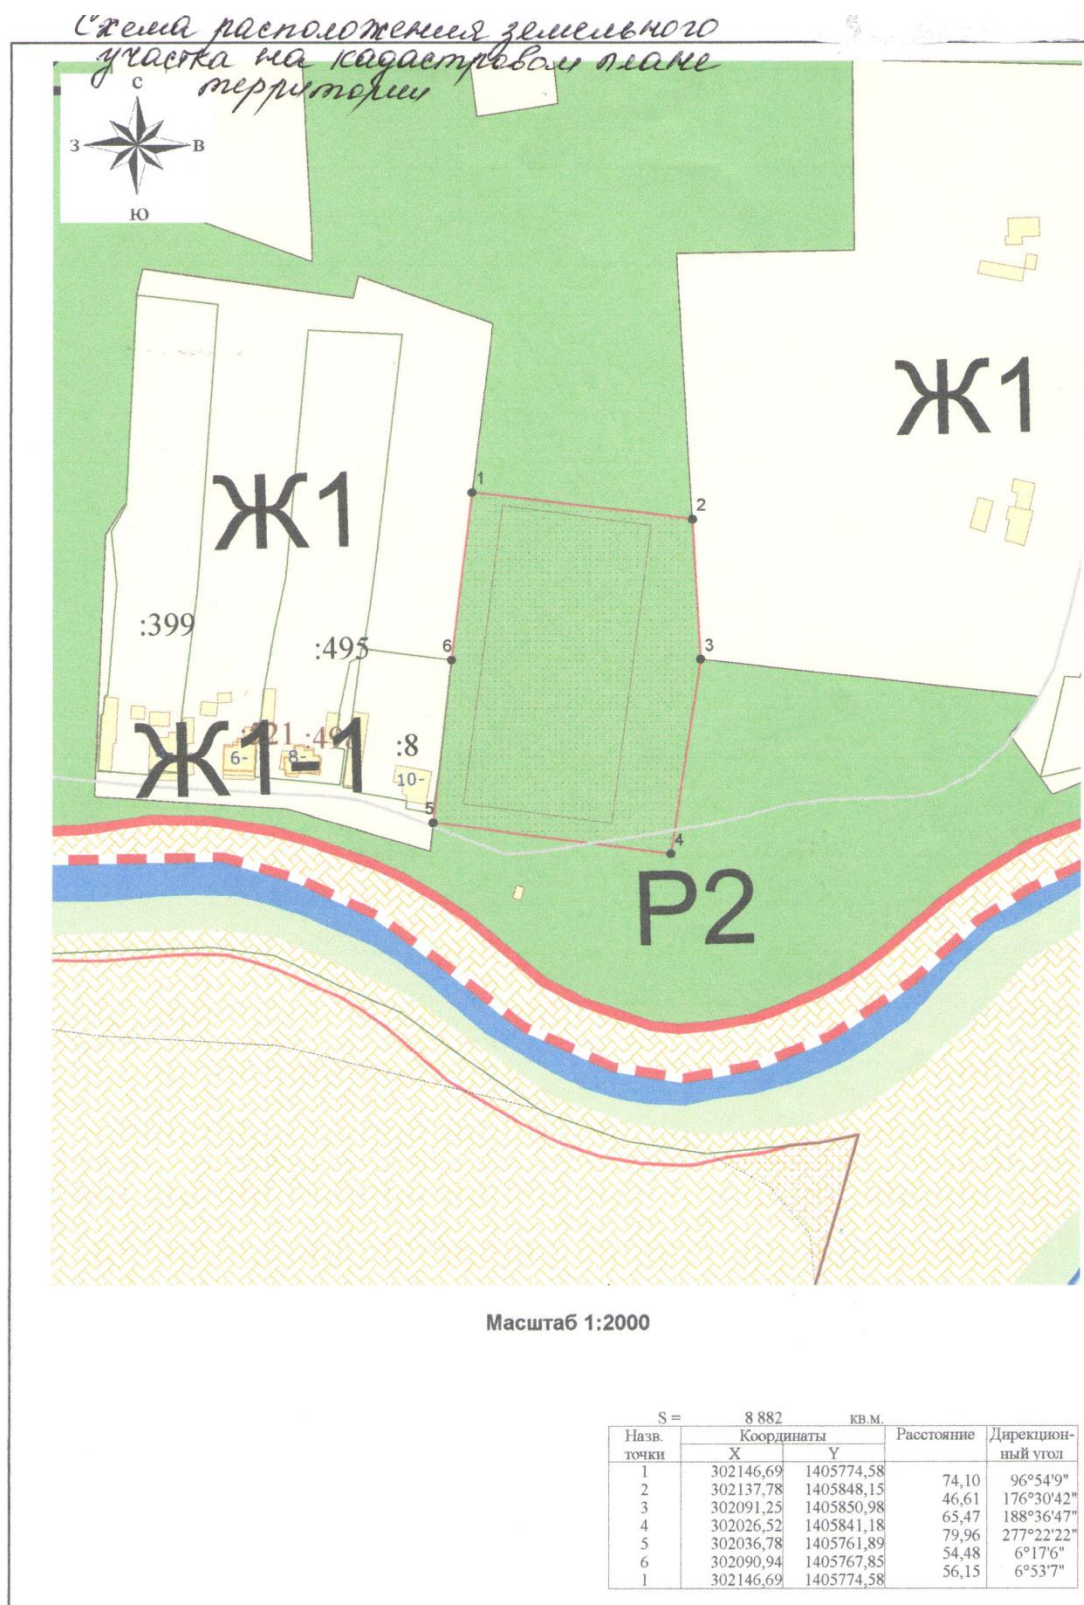 Схема расположения земельного
участка на кадастровом плане
территории
С
З
В
Ю
Ж1
Ж1
1
2
:399
:495
6
3
Ж1-1
:8
6-
8-
10-
5
4
Р2
Масштаб 1:2000
S = 8 882 кв.м.
Назв. точки Координаты Расстояние Дирекцион-
ный угол
X Y
1 302146,69 1405774,58
74,10 96°54'9"
2 302137,78 1405848,15
46,61 176°30'42"
3 302091,25 1405850,98
65,47 188°36'47"
4 302026,52 1405841,18
79,96 277°22'22"
5 302036,78 1405761,89
54,48 6°17'6"
6 302090,94 1405767,85
56,15 6°53'7"
1 302146,69 1405774,58